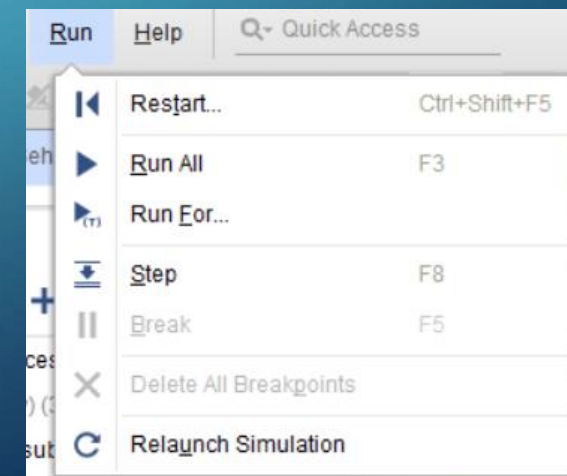 Run Help Quick Access
Restart... Ctrl+Shift+F5
Run All F3
Run For...
(T)
Step F8
Break F5
Delete All Breakpoints
Relaunch Simulation